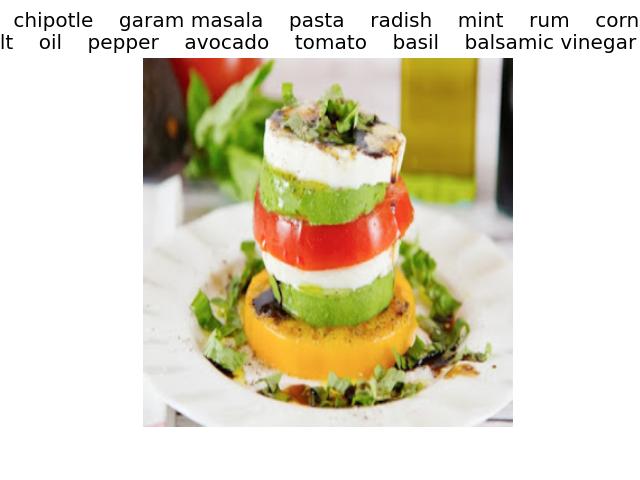 chipotle garam masala pasta radish mint rum corn
lt oil pepper avocado tomato basil balsamic vinegar